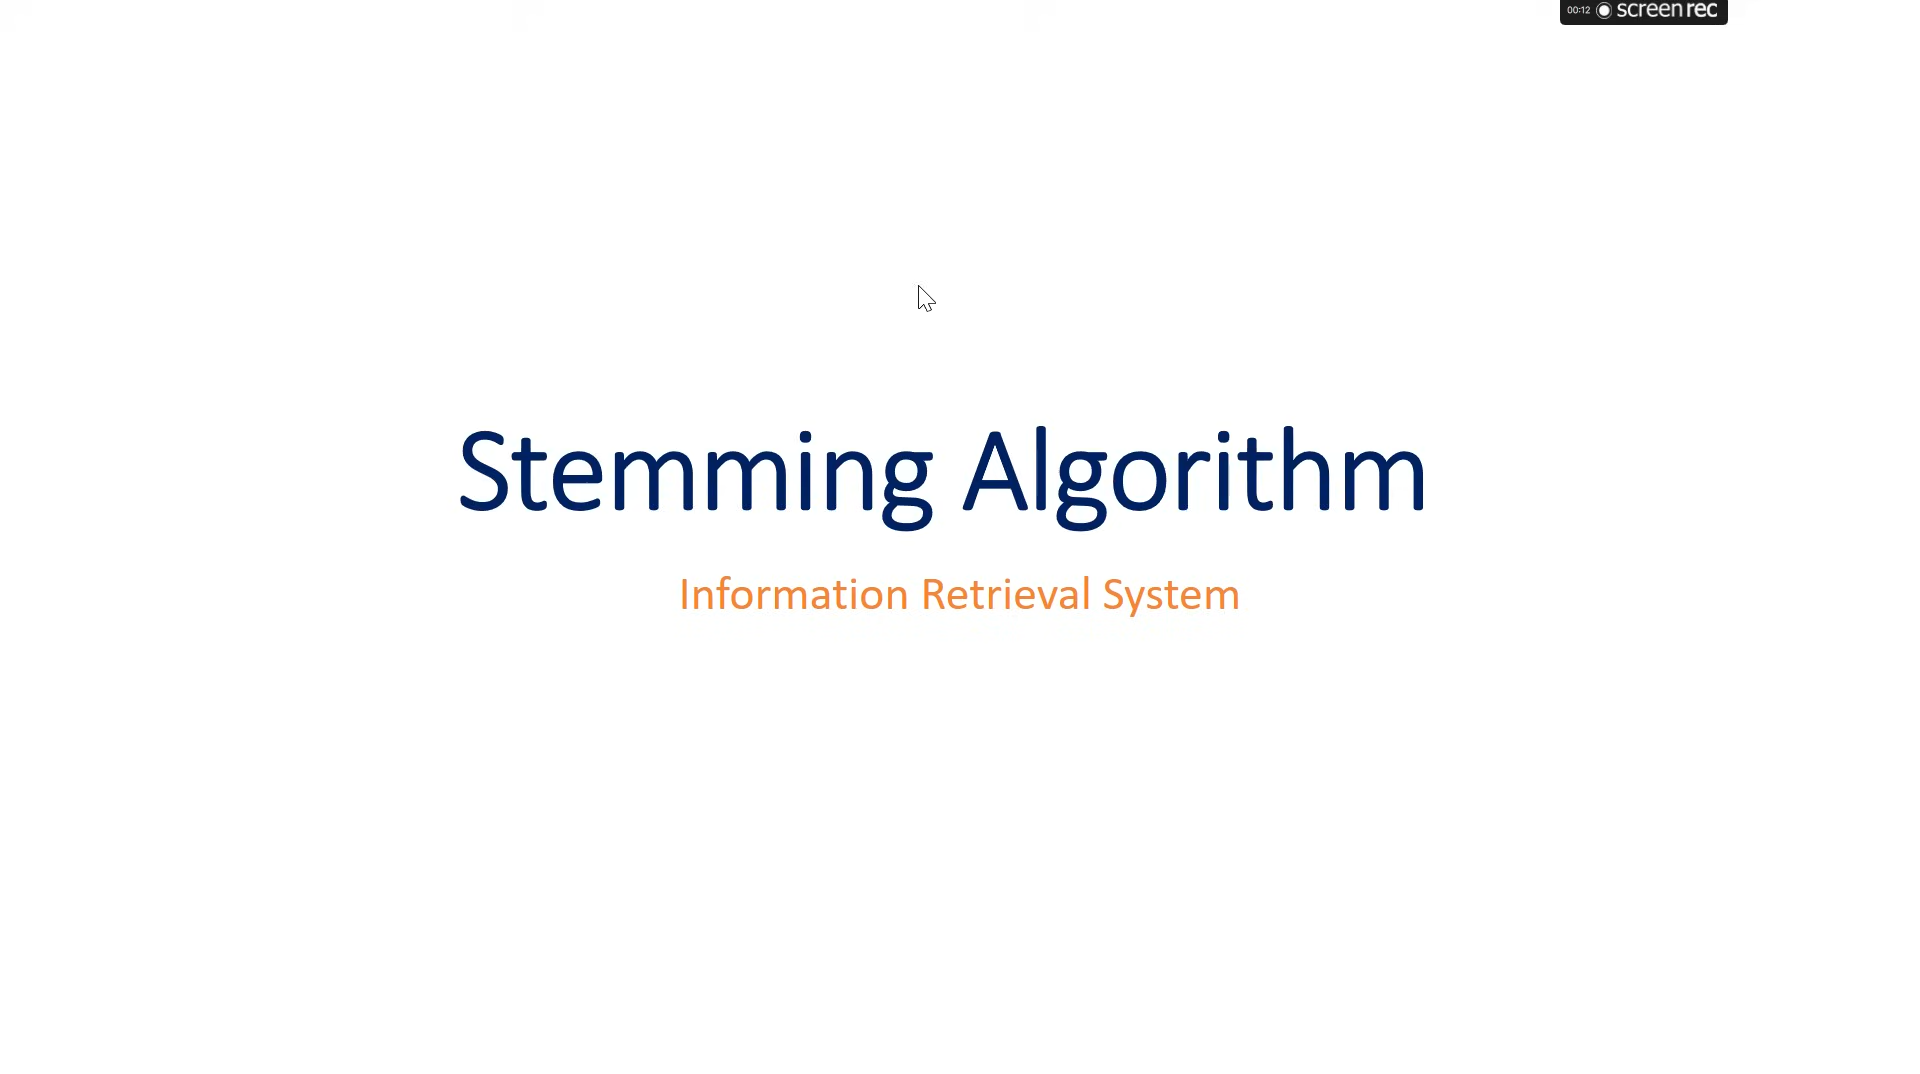 00:12 screenrec
Stemming Algorithm
Information Retrieval System